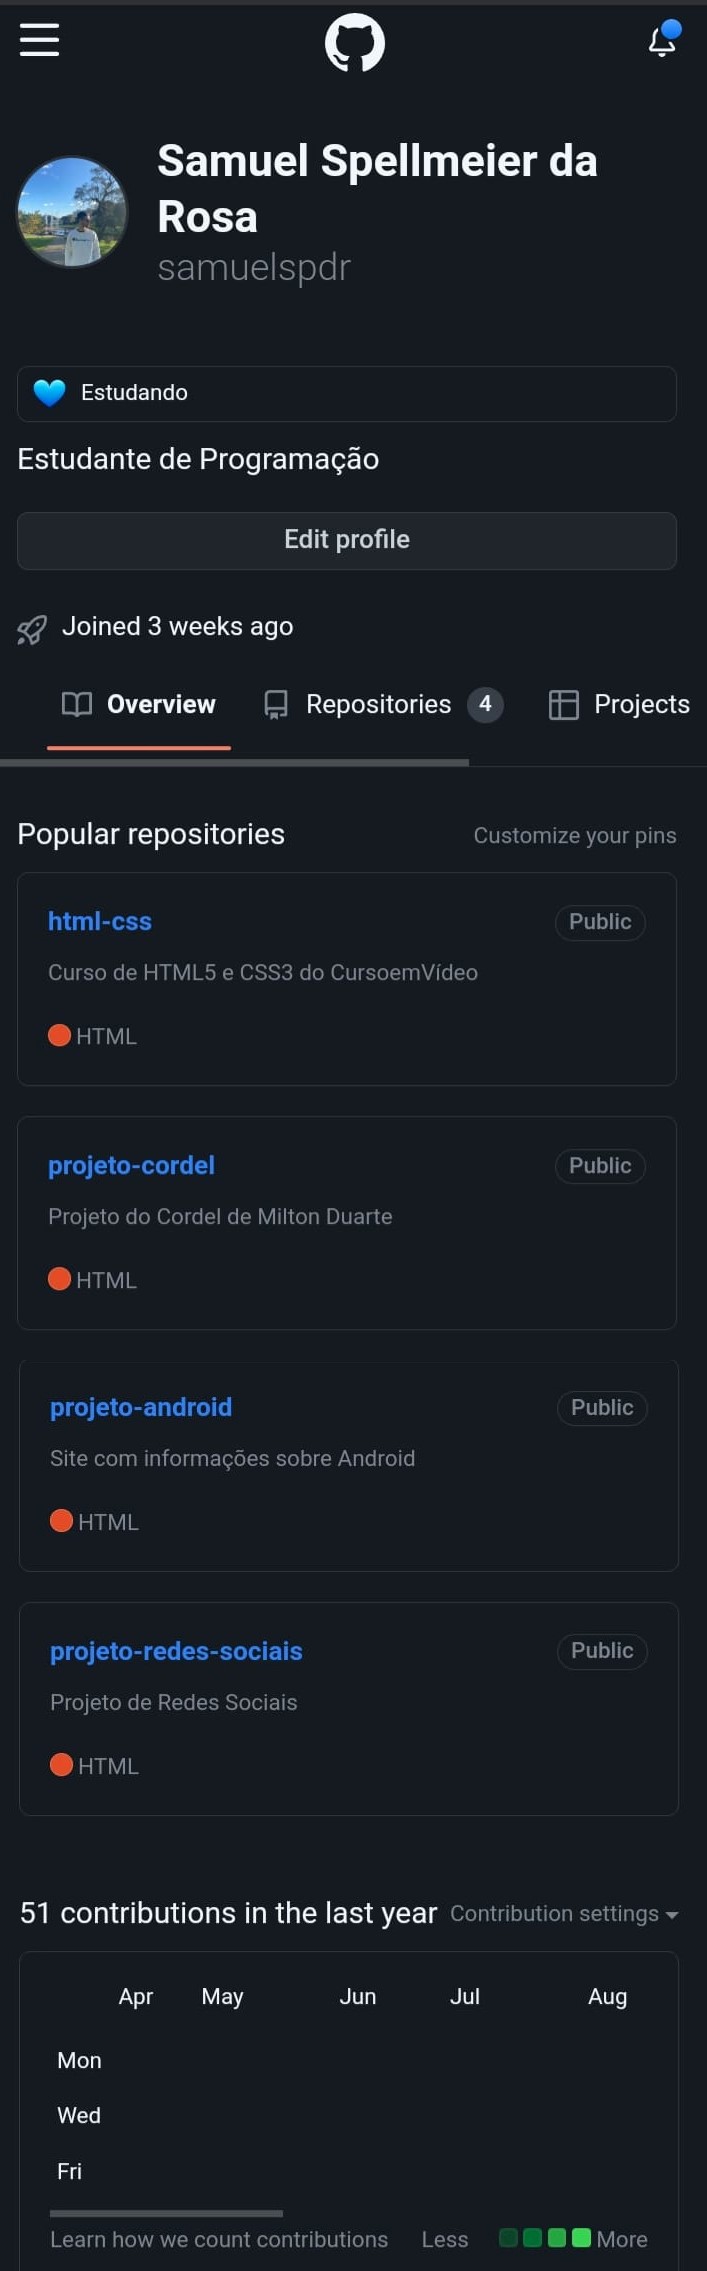 Samuel Spellmeier da
Rosa
samuelspdr
Estudando
Estudante de Programação
Edit profile
Joined 3 weeks ago
Overview Repositories 4 Projects
Popular repositories Customize your pins
html-css Public
Curso de HTML5 e CSS3 do CursoemVídeo
HTML
projeto-cordel Public
Projeto do Cordel de Milton Duarte
HTML
projeto-android Public
Site com informações sobre Android
HTML
projeto-redes-sociais Public
Projeto de Redes Sociais
HTML
51 contributions in the last year Contribution settings
Apr May Jun Jul Aug
Mon
Wed
Fri
Learn how we count contributions Less More